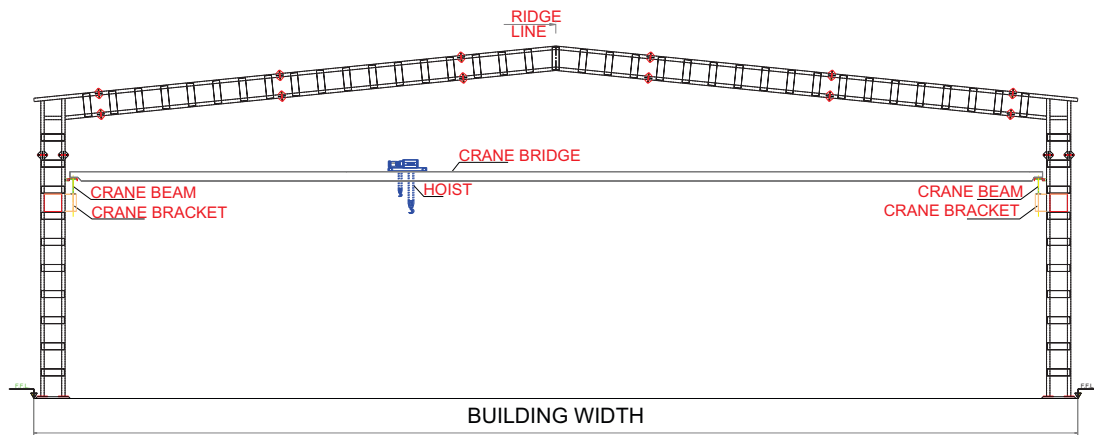 RIDGE
LINE
CRANE BRIDGE
HOIST
CRANE BEAM
CRANE BRACKET
CRANE BEAM
CRANE BRACKET
F.F.L
F.F.L
BUILDING WIDTH